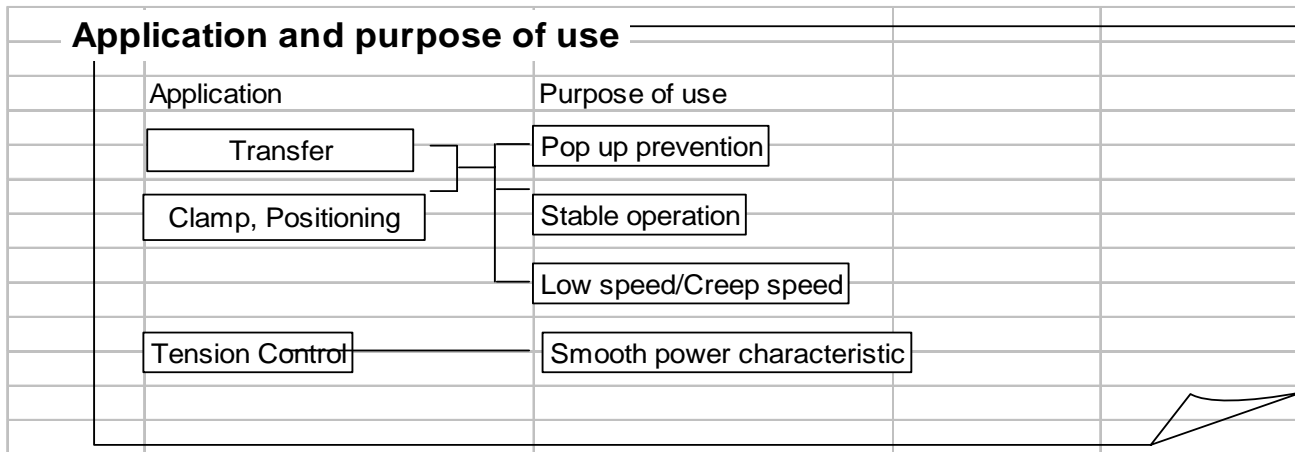 Application and purpose of use
Application Purpose of use
Transfer Pop up prevention
Clamp, Positioning Stable operation
Low speed/Creep speed
Tension Control Smooth power characteristic